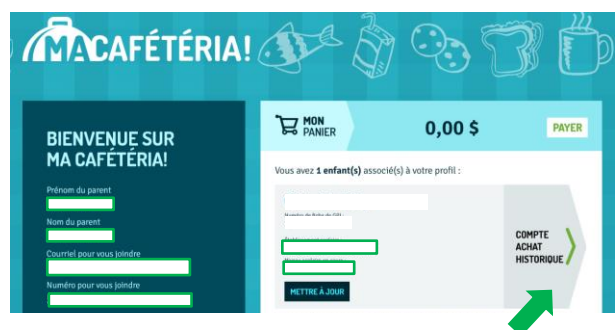 MACAFÉTÉRIA!
BIENVENUE SUR
MA CAFÉTÉRIA!
Prénom du parent
Nom du parent
Courriel pour vous joindre
Numéro pour vous joindre
MON
PANIER
0,00 $
PAYER
Vous avez 1 enfant(s) associé(s) à votre profil :
METTRE À JOUR
COMPTE
ACHAT
HISTORIQUE